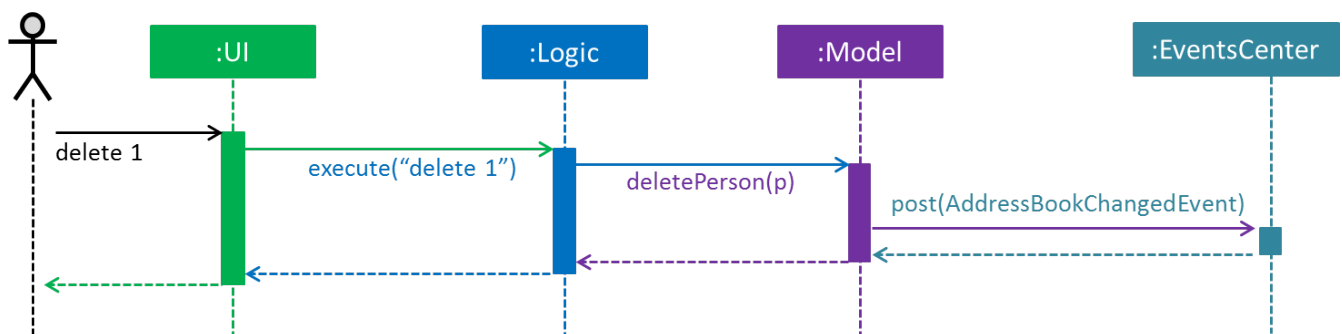 :UI
:Logic
:Model
:EventsCenter
delete 1
execute(“delete 1”)
deletePerson(p)
post(AddressBookChangedEvent)